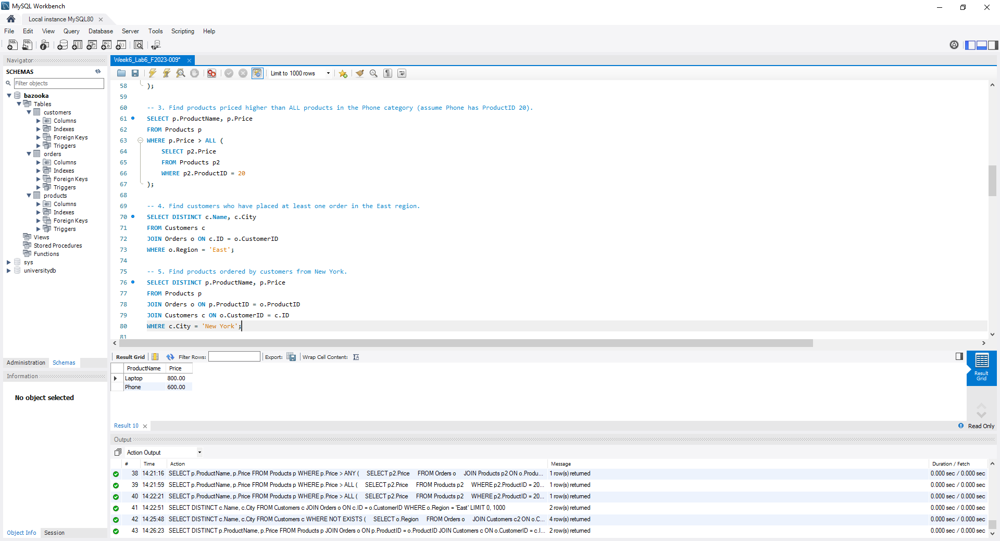 MySQL Workbench
Local instance MySQL80
File Edit View Query Database Server Tools Scripting Help
Navigator
SCHEMAS
Filter objects
bazooka
Tables
customers
Columns
Indexes
Foreign Keys
Triggers
orders
Columns
Indexes
Foreign Keys
Triggers
products
Columns
Indexes
Foreign Keys
Triggers
Views
Stored Procedures
Functions
sys
universitydb
Administration Schemas
Information
No object selected
Object Info Session
Week6_Lab6_F2023-009*
Limit to 1000 rows
58 );
59
60 -- 3. Find products priced higher than ALL products in the Phone category (assume Phone has ProductID 20).
61 SELECT p.ProductName, p.Price
62 FROM Products p
63 WHERE p.Price > ALL (
64 SELECT p2.Price
65 FROM Products p2
66 WHERE p2.ProductID = 20
67 );
68
69 -- 4. Find customers who have placed at least one order in the East region.
70 SELECT DISTINCT c.Name, c.City
71 FROM Customers c
72 JOIN Orders o ON c.ID = o.CustomerID
73 WHERE o.Region = 'East';
74
75 -- 5. Find products ordered by customers from New York.
76 SELECT DISTINCT p.ProductName, p.Price
77 FROM Products p
78 JOIN Orders o ON p.ProductID = o.ProductID
79 JOIN Customers c ON o.CustomerID = c.ID
80 WHERE c.City = 'New York';
81
Result Grid Filter Rows: Export: Wrap Cell Content:
ProductName Price
Laptop 800.00
Phone 600.00
Result Grid
Result 10
Read Only
Output
Action Output
# Time Action Message Duration / Fetch
38 14:21:16 SELECT p.ProductName, p.Price FROM Products p WHERE p.Price > ANY ( SELECT p2.Price FROM Orders o JOIN Products p2 ON o.Produ... 1 row(s) returned 0.000 sec / 0.000 sec
39 14:21:59 SELECT p.ProductName, p.Price FROM Products p WHERE p.Price > ALL ( SELECT p2.Price FROM Products p2 WHERE p2.ProductID = 20... 1 row(s) returned 0.000 sec / 0.000 sec
40 14:22:21 SELECT p.ProductName, p.Price FROM Products p WHERE p.Price > ALL ( SELECT p2.Price FROM Products p2 WHERE p2.ProductID = 20... 1 row(s) returned 0.000 sec / 0.000 sec
41 14:22:51 SELECT DISTINCT c.Name, c.City FROM Customers c JOIN Orders o ON c.ID = o.CustomerID WHERE o.Region = 'East' LIMIT 0, 1000 2 row(s) returned 0.000 sec / 0.000 sec
42 14:25:48 SELECT DISTINCT c.Name, c.City FROM Customers c WHERE NOT EXISTS ( SELECT o.Region FROM Orders o JOIN Customers c2 ON o.C... 4 row(s) returned 0.000 sec / 0.000 sec
43 14:26:23 SELECT DISTINCT p.ProductName, p.Price FROM Products p JOIN Orders o ON p.ProductID = o.ProductID JOIN Customers c ON o.CustomerID = c.I... 2 row(s) returned 0.000 sec / 0.000 sec